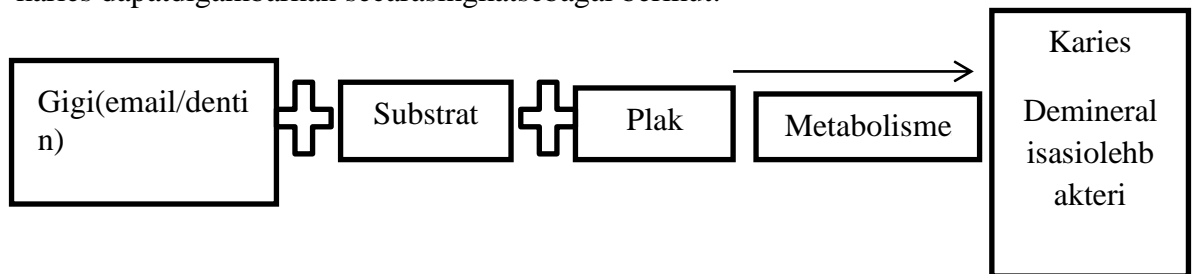 karies dapatdigambarkan secarasingkatsebagai berikut:
Gigi(email/denti
n)
Substrat
Plak
Metabolisme
Karies
Demineral
isasiolehb
akteri